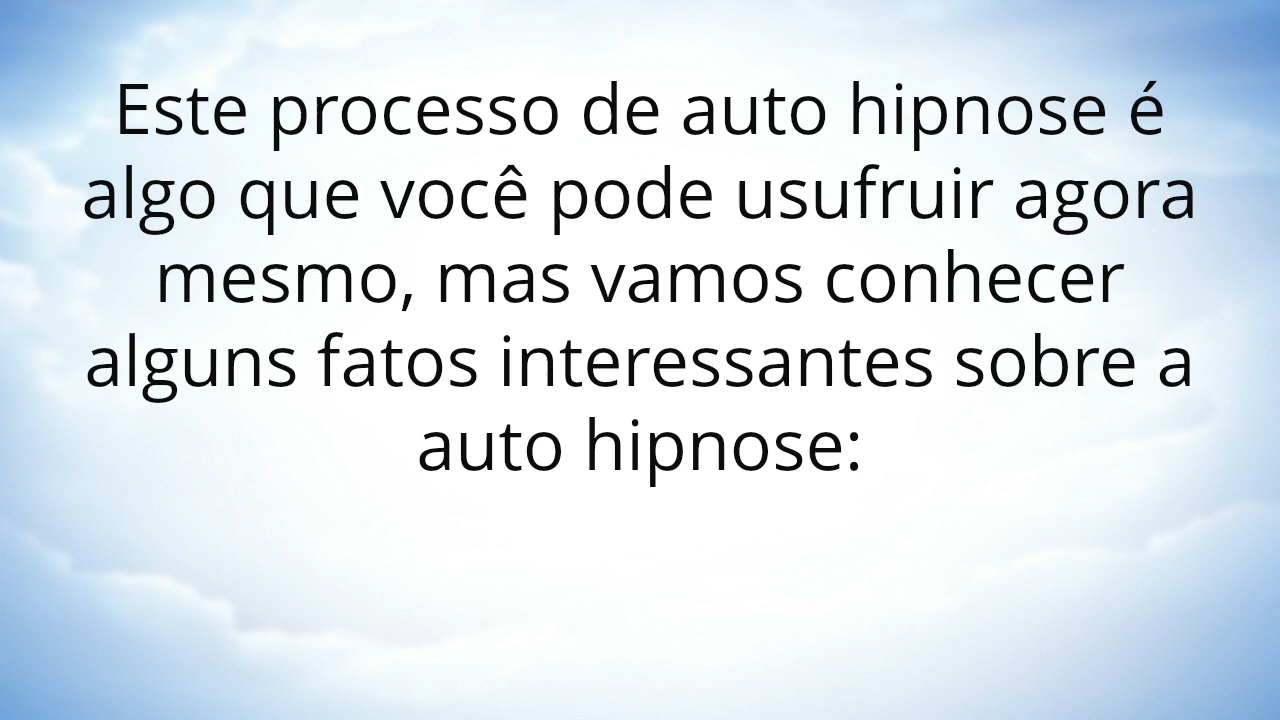 Este processo de auto hipnose é
algo que você pode usufruir agora
mesmo, mas vamos conhecer
alguns fatos interessantes sobre a
auto hipnose: